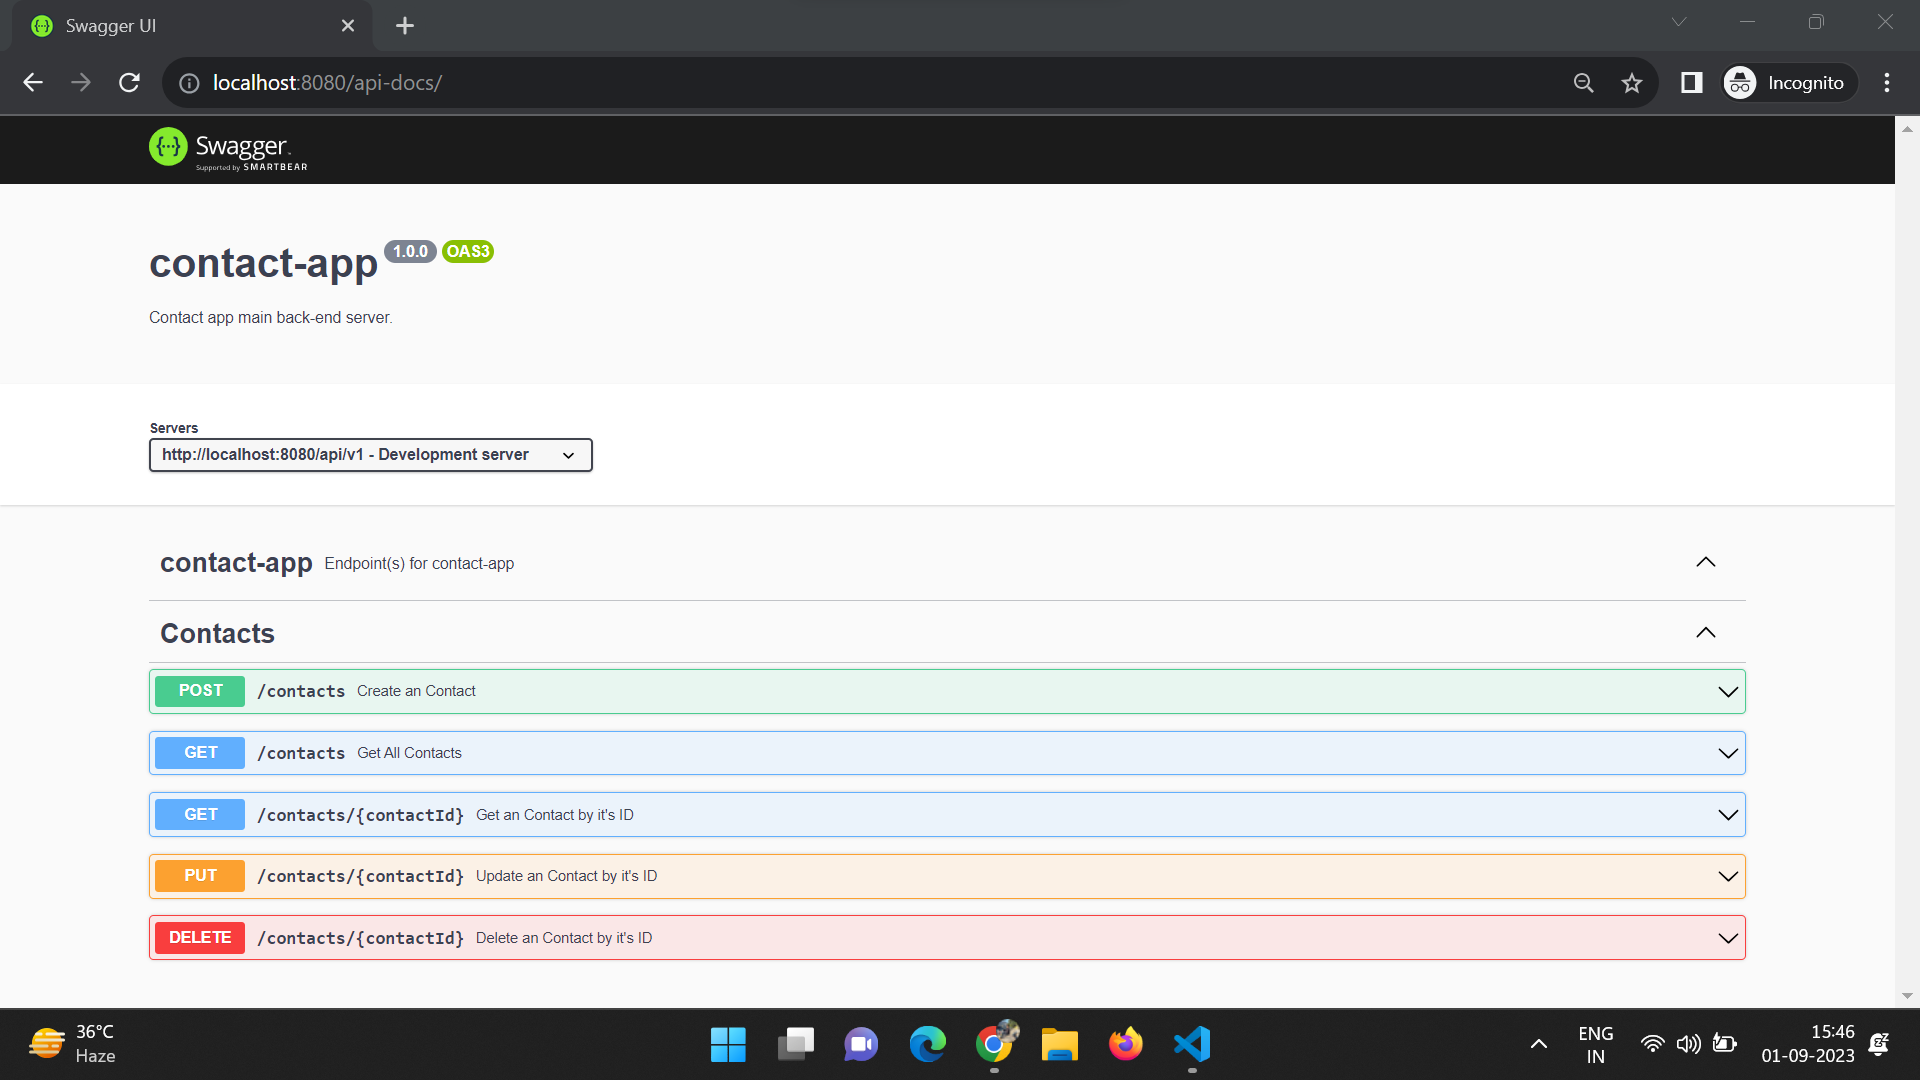 Swagger UI
localhost:8080/api-docs/
Incognito
Swagger
Supported by SMARTBEAR
contact-app 1.0.0 OAS3
Contact app main back-end server.
Servers
http://localhost:8080/api/v1 - Development server
contact-app Endpoint(s) for contact-app
Contacts
POST /contacts Create an Contact
GET /contacts Get All Contacts
GET /contacts/{contactId} Get an Contact by it's ID
PUT /contacts/{contactId} Update an Contact by it's ID
DELETE /contacts/{contactId} Delete an Contact by it's ID
36°C
Haze
ENG
IN
15:46
01-09-2023